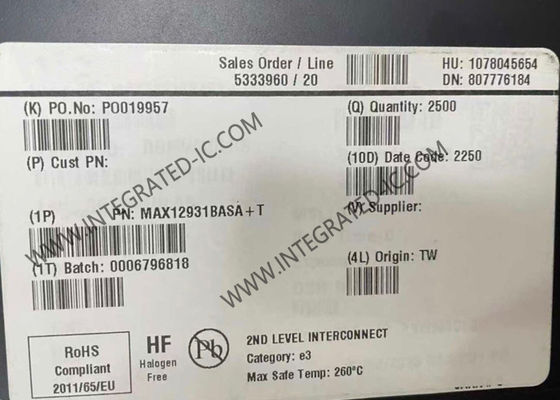 Sales Order / Line
5333960 / 20
HU: 1078045654
DN: 807776184
(K) PO.No: PO019957
(Q) Quantity: 2500
(P) Cust PN:
(10D) Date Code: 2250
(1P) PN: MAX12931BASA+T
(V) Supplier:
(1T) Batch: 0006796818
(4L) Origin: TW
RoHS
Compliant
2011/65/EU
HF
Halogen
Free
Pb
2ND LEVEL INTERCONNECT
Category: e3
Max Safe Temp: 260°C
WWW.INTEGRATED-IC.COM
WWW.INTEGRATED-IC.COM